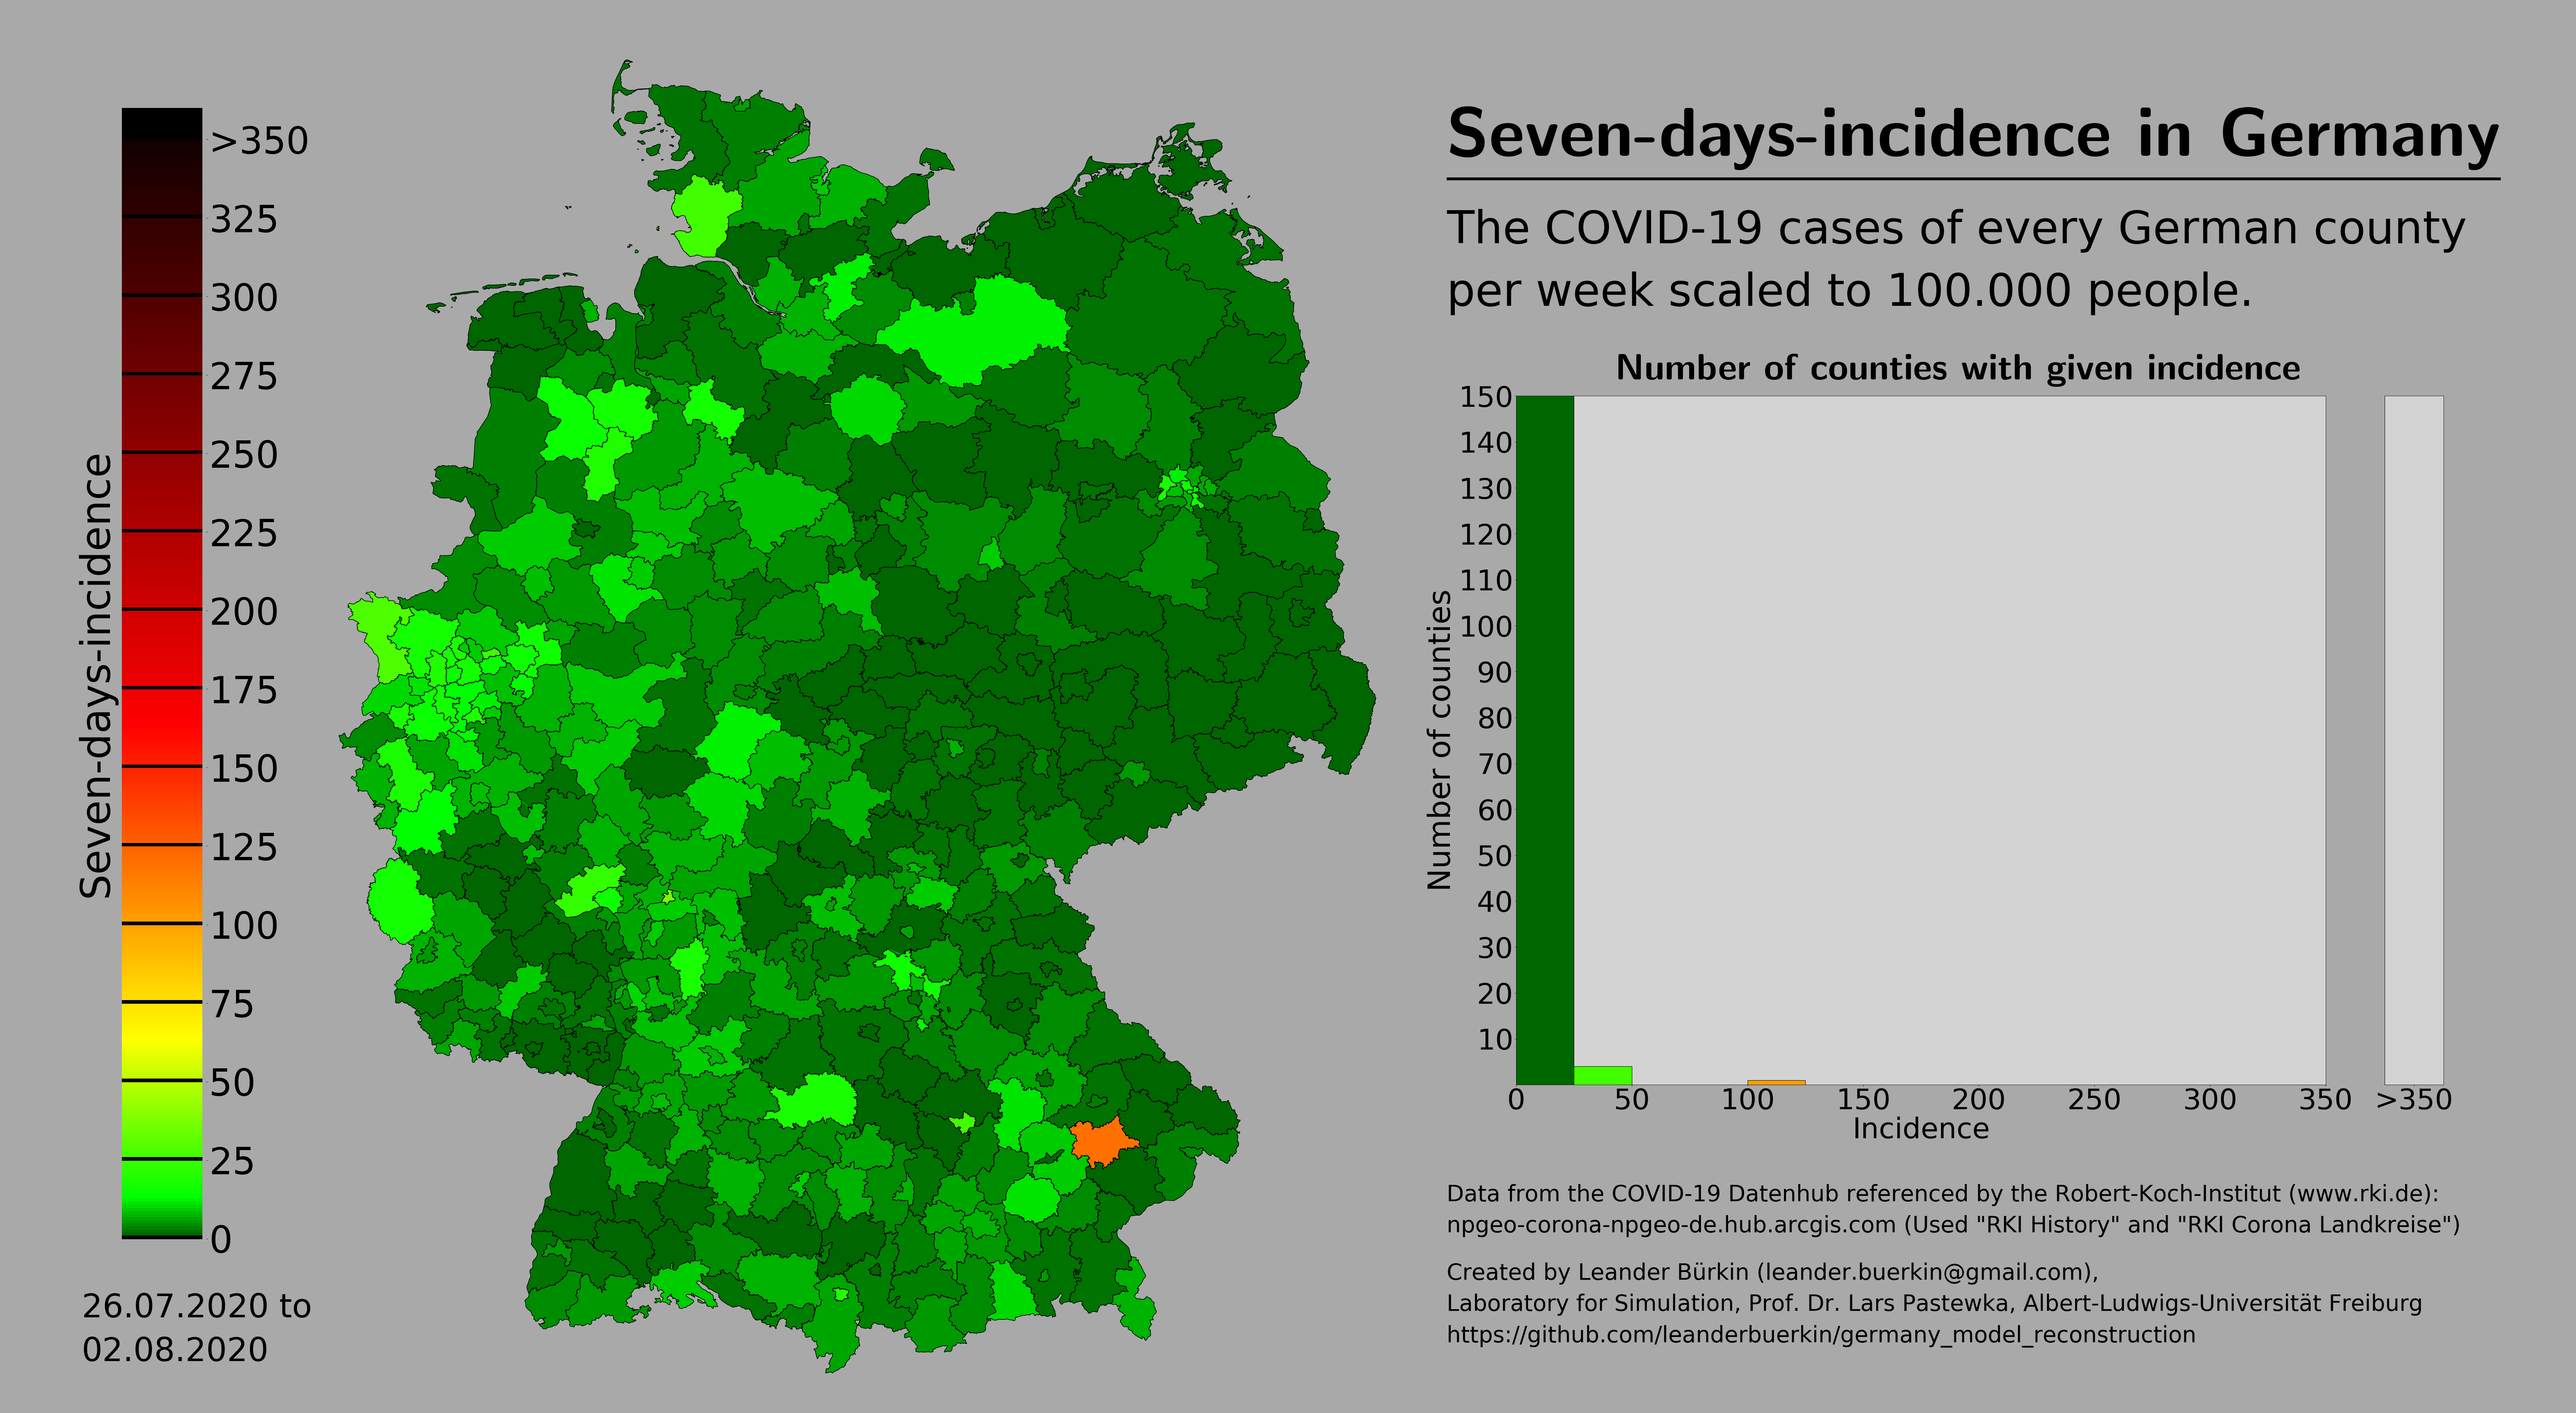 Seven-days-incidence in Germany
The COVID-19 cases of every German county
per week scaled to 100.000 people.
Seven-days-incidence
>350
325
300
275
250
225
200
175
150
125
100
75
50
25
0
26.07.2020 to
02.08.2020
Number of counties with given incidence
Number of counties
150
140
130
120
110
100
90
80
70
60
50
40
30
20
10
0 50 100 150 200 250 300 350 >350
Incidence
Data from the COVID-19 Datenhub referenced by the Robert-Koch-Institut (www.rki.de):
npgeo-corona-npgeo-de.hub.arcgis.com (Used "RKI History" and "RKI Corona Landkreise")
Created by Leander Bürkin (leander.buerkin@gmail.com),
Laboratory for Simulation, Prof. Dr. Lars Pastewka, Albert-Ludwigs-Universität Freiburg
https://github.com/leanderbuerkin/germany_model_reconstruction